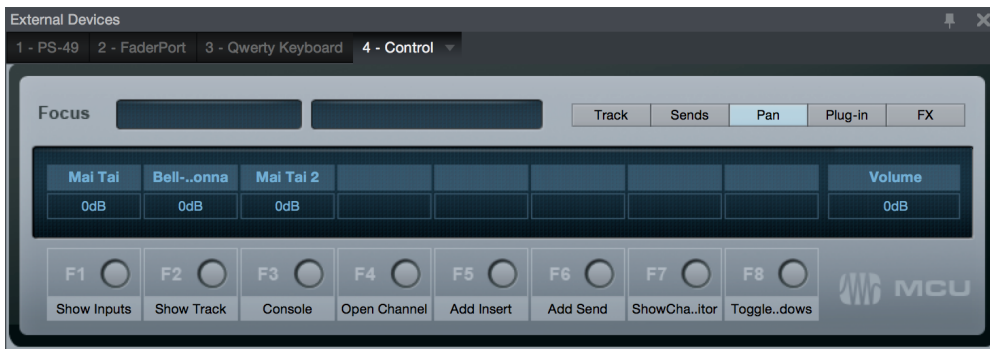 External Devices
1 - PS-49 2 - FaderPort 3 - Qwerty Keyboard 4 - Control
Focus Track Sends Pan Plug-in FX
Mai Tai Bell-..onna Mai Tai 2 Volume
0dB 0dB 0dB 0dB
F1 F2 F3 F4 F5 F6 F7 F8
MCU
Show Inputs Show Track Console Open Channel Add Insert Add Send ShowCha..itor Toggle..dows